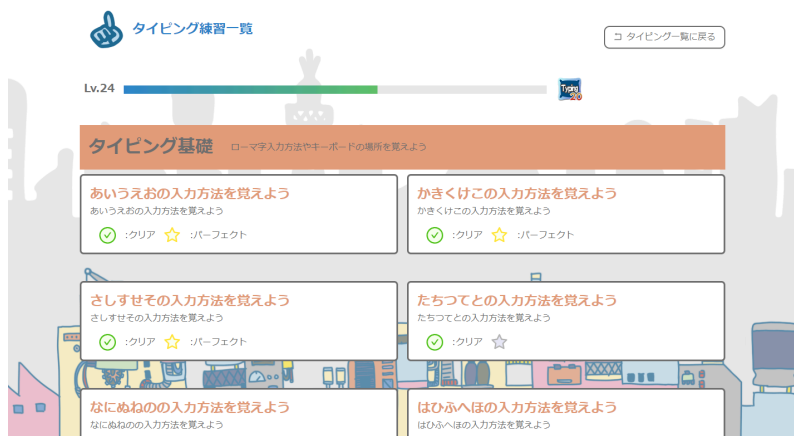 タイピング練習一覧
タイピング一覧に戻る
Lv.24
Typing
20
タイピング基礎 ローマ字入力方法やキーボードの場所を覚えよう
あいうえおの入力方法を覚えよう
あいうえおの入力方法を覚えよう
:クリア :パーフェクト
かきくけこの入力方法を覚えよう
かきくけこの入力方法を覚えよう
:クリア :パーフェクト
さしすせその入力方法を覚えよう
さしすせその入力方法を覚えよう
:クリア :パーフェクト
たちつてとの入力方法を覚えよう
たちつてとの入力方法を覚えよう
:クリア
なにぬねのの入力方法を覚えよう
なにぬねのの入力方法を覚えよう
はひふへほの入力方法を覚えよう
はひふへほの入力方法を覚えよう